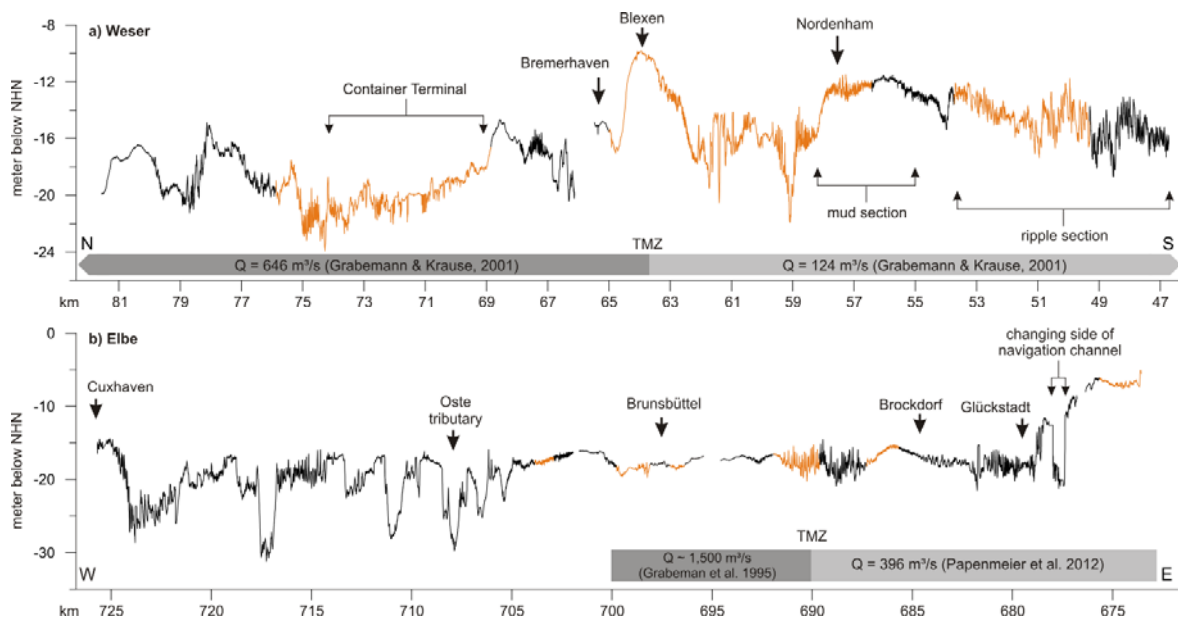 a) Weser
meter below NHN
-8
-12
-16
-20
-24
Container Terminal
Bremerhaven
Blexen
Nordenham
mud section
ripple section
N
TMZ
S
Q = 646 m³/s (Grabemann & Krause, 2001)
Q = 124 m³/s (Grabemann & Krause, 2001)
km 81 79 77 75 73 71 69 67 65 63 61 59 57 55 53 51 49 47
b) Elbe
meter below NHN
0
-10
-20
-30
Cuxhaven
Oste
tributary
Brunsbüttel
Brockdorf
Glückstadt
changing side of
navigation channel
W
TMZ
E
Q ~ 1,500 m³/s
(Grabeman et al. 1995)
Q = 396 m³/s (Papenmeier et al. 2012)
km 725 720 715 710 705 700 695 690 685 680 675